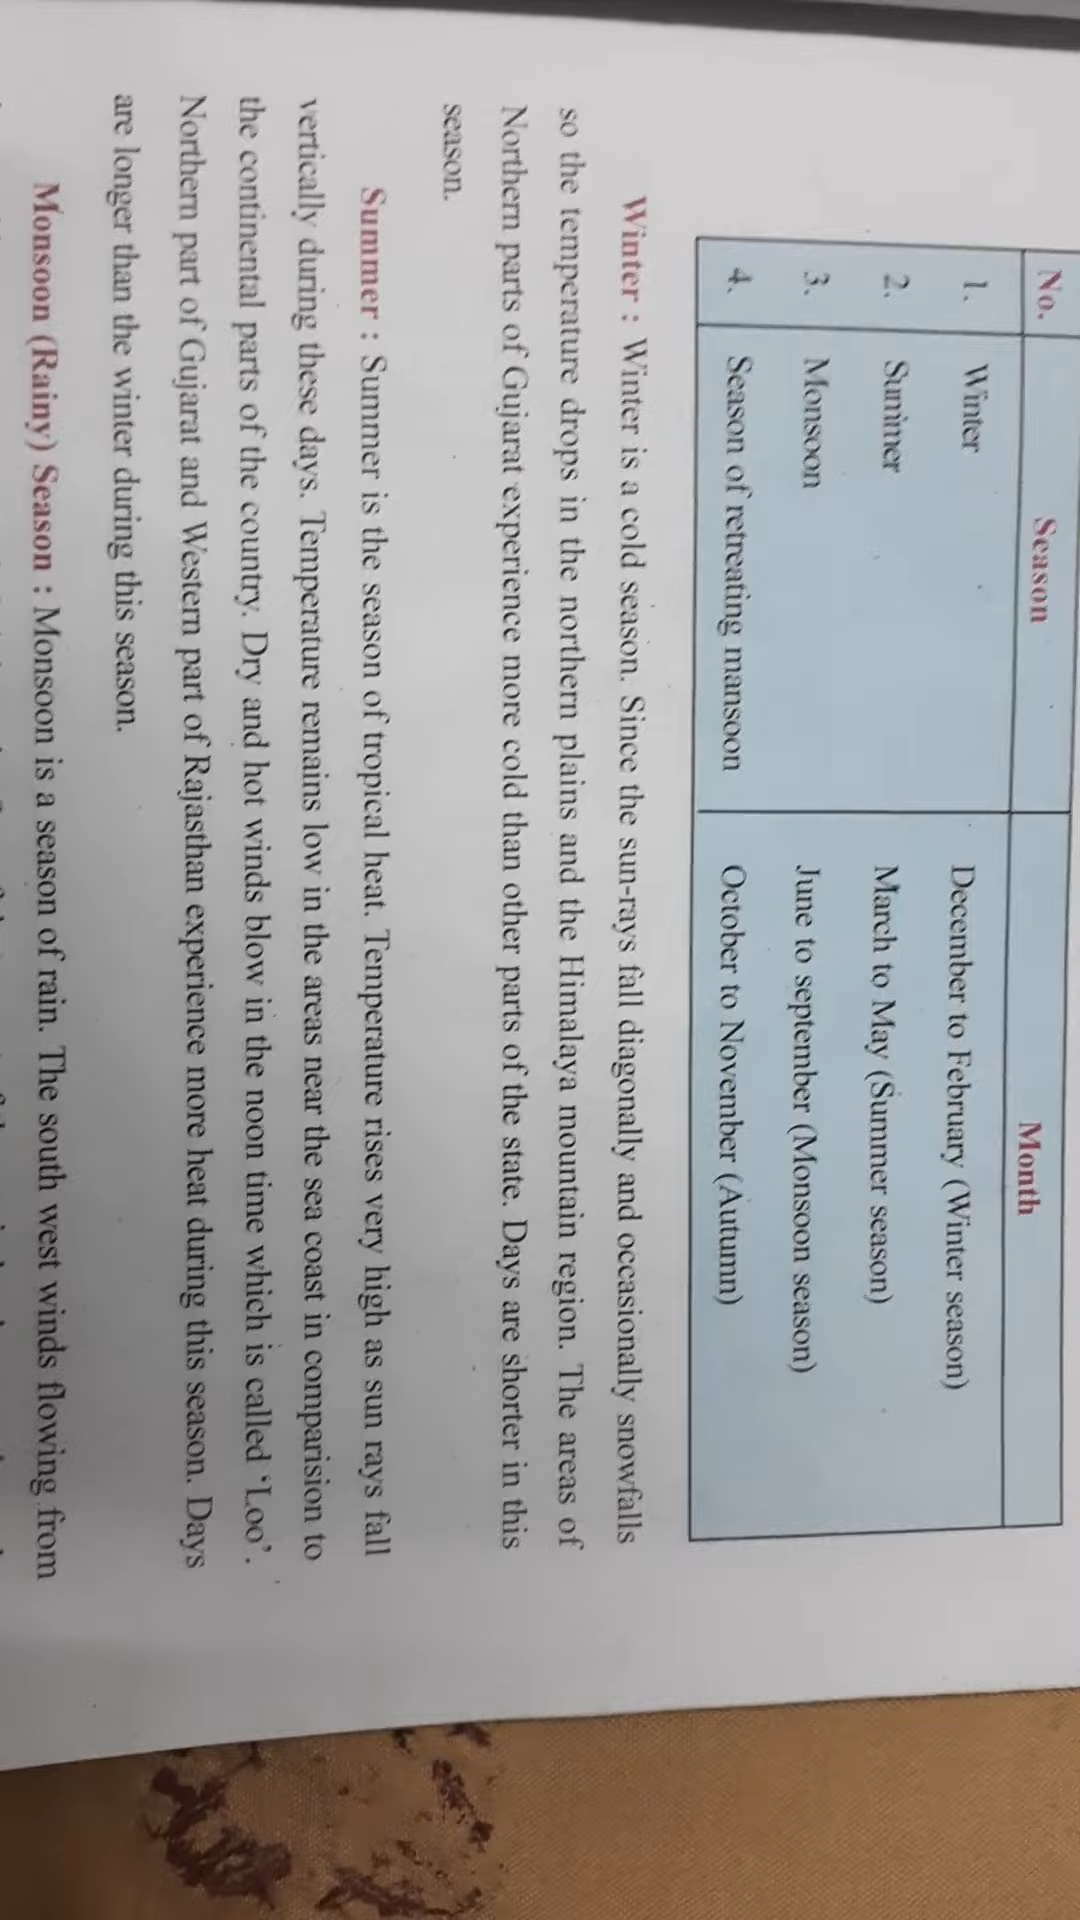 No. Season Month
1. Winter December to February (Winter season)
2. Summer March to May (Summer season)
3. Monsoon June to september (Monsoon season)
4. Season of retreating mansoon October to November (Autumn)
Winter : Winter is a cold season. Since the sun-rays fall diagonally and occasionally snowfalls
so the temperature drops in the northern plains and the Himalaya mountain region. The areas of
Northern parts of Gujarat experience more cold than other parts of the state. Days are shorter in this
season.
Summer : Summer is the season of tropical heat. Temperature rises very high as sun rays fall
vertically during these days. Temperature remains low in the areas near the sea coast in comparision to
the continental parts of the country. Dry and hot winds blow in the noon time which is called ‘Loo’.
Northern part of Gujarat and Western part of Rajasthan experience more heat during this season. Days
are longer than the winter during this season.
Monsoon (Rainy) Season : Monsoon is a season of rain. The south west winds flowing from